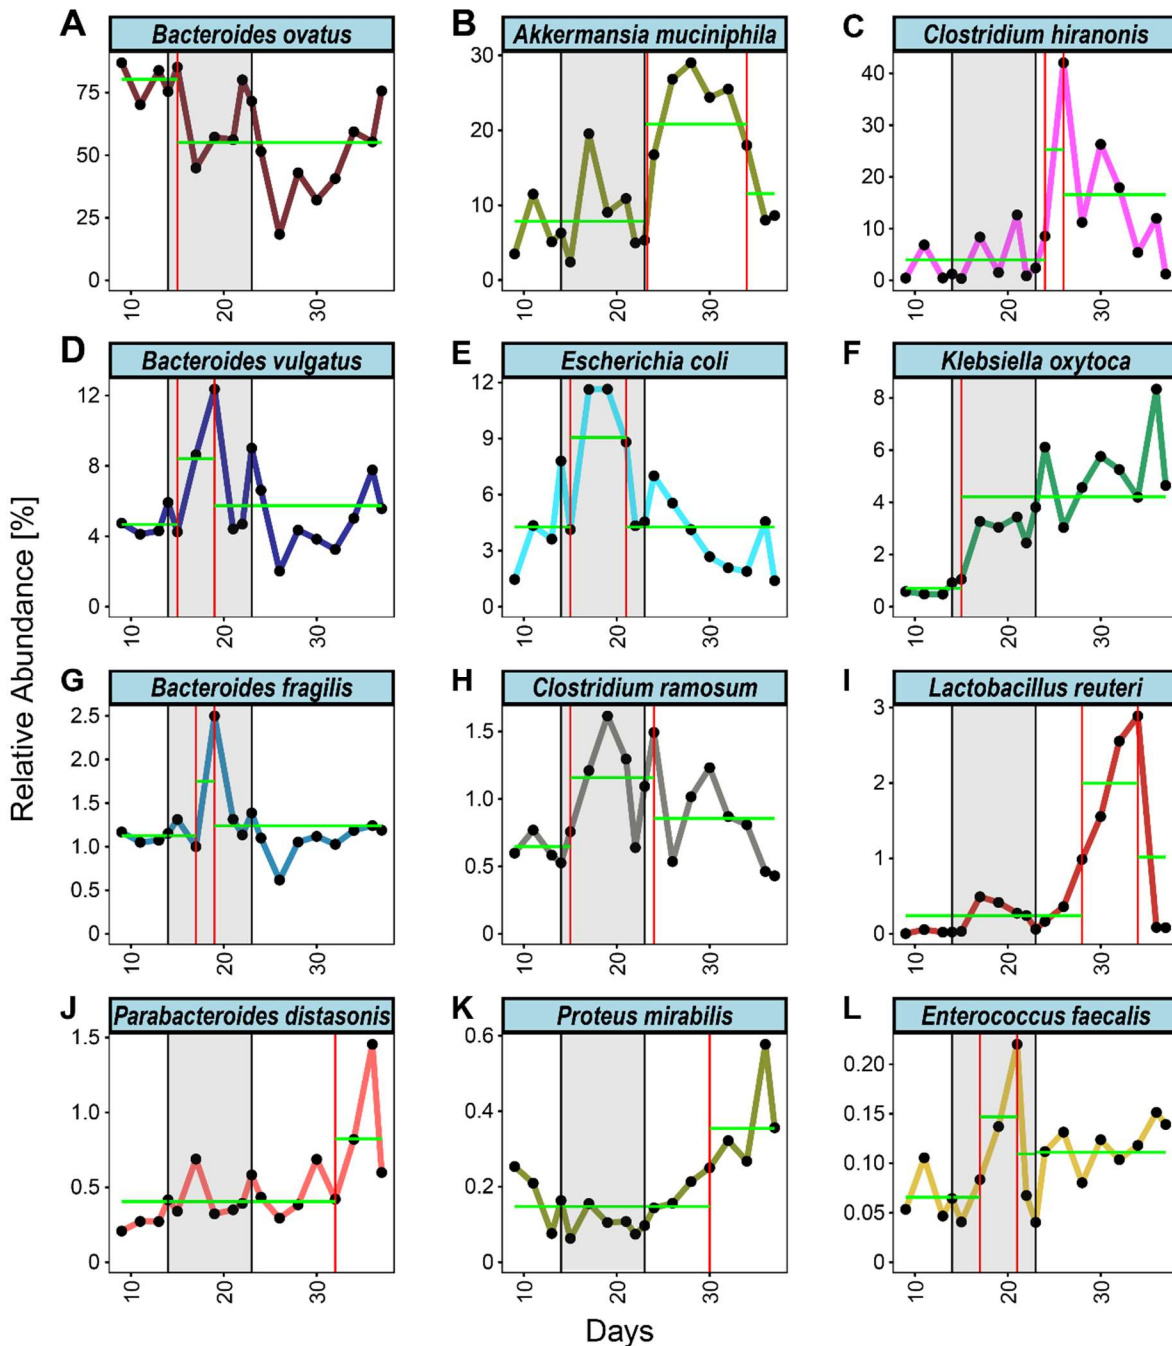 A Bacteroides ovatus
75
50
25
0
10 20 30
B Akkermansia muciniphila
30
20
10
0
10 20 30
C Clostridium hiranonis
40
30
20
10
0
10 20 30
D Bacteroides vulgatus
12
8
4
0
10 20 30
E Escherichia coli
12
9
6
3
0
10 20 30
F Klebsiella oxytoca
8
6
4
2
0
10 20 30
Relative Abundance [%]
G Bacteroides fragilis
2.5
2.0
1.5
1.0
0.5
0
10 20 30
H Clostridium ramosum
1.5
1.0
0.5
0
10 20 30
I Lactobacillus reuteri
3
2
1
0
10 20 30
J Parabacteroides distasonis
1.5
1.0
0.5
0
10 20 30
K Proteus mirabilis
0.6
0.4
0.2
0
10 20 30
L Enterococcus faecalis
0.20
0.15
0.10
0.05
0
10 20 30
Days